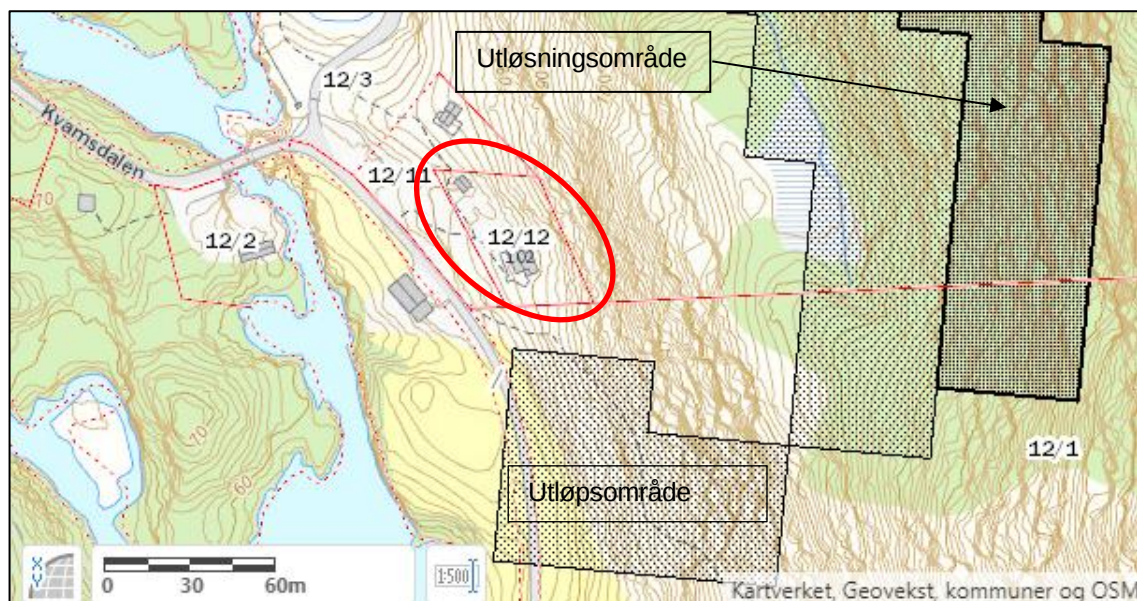 Utløsningsområde
12/3
Kvamsdalen
70
12/11
12/2
12/12
102
12/1
70
60
Utløpsområde
X
Y
0 30 60m
1:500
Kartverket, Geovekst, kommuner og OSM